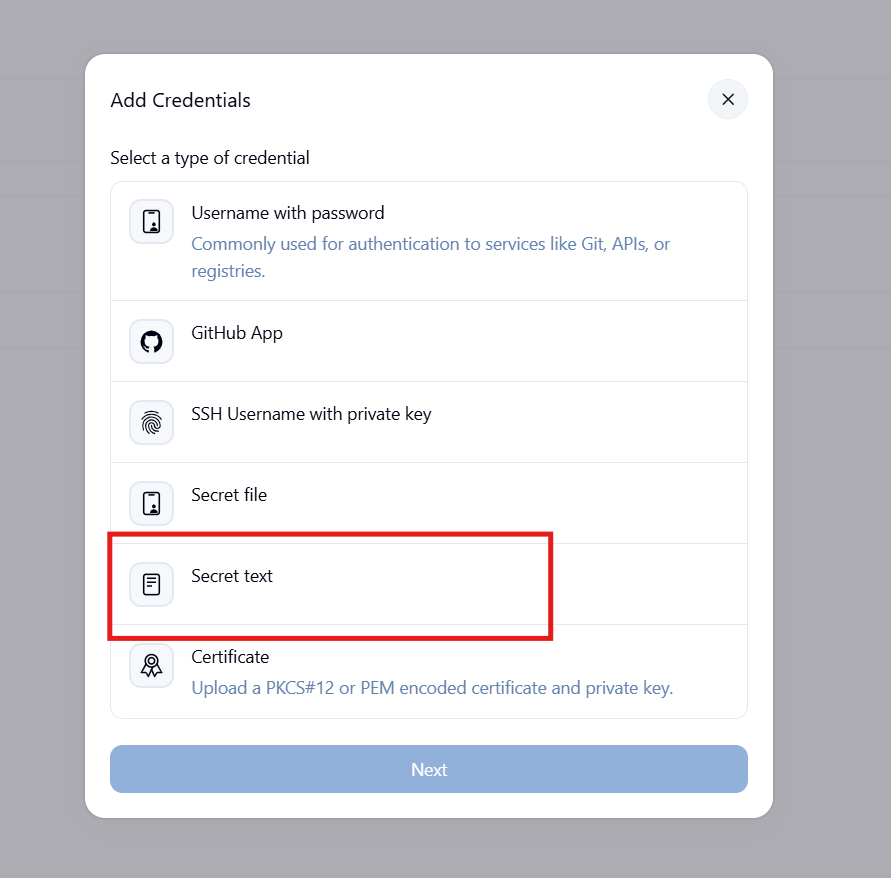 Add Credentials
Select a type of credential
Username with password
Commonly used for authentication to services like Git, APIs, or
registries.
GitHub App
SSH Username with private key
Secret file
Secret text
Certificate
Upload a PKCS#12 or PEM encoded certificate and private key.
Next